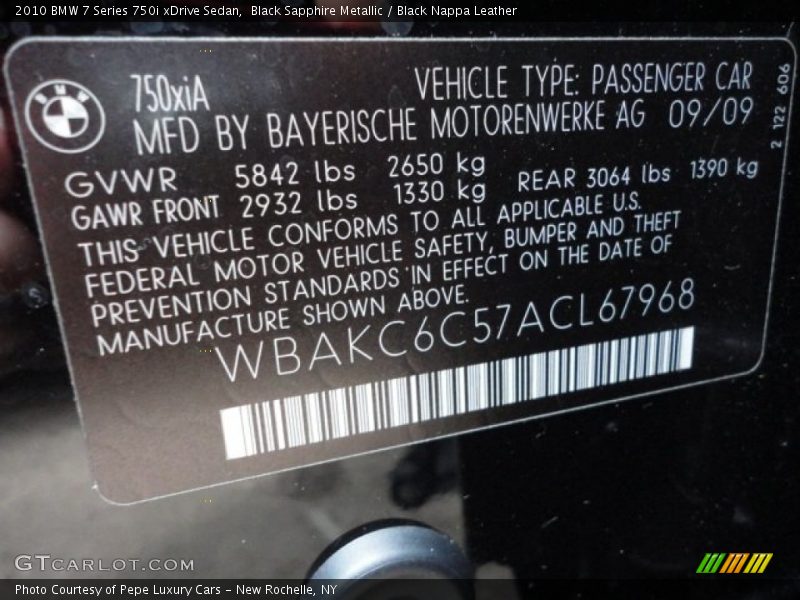 2010 BMW 7 Series 750i xDrive Sedan, Black Sapphire Metallic / Black Nappa Leather
BMW
750xiA
VEHICLE TYPE: PASSENGER CAR
MFD BY BAYERISCHE MOTORENWERKE AG 09/09
2 122 606
GVWR 5842 lbs 2650 kg
GAWR FRONT 2932 lbs 1330 kg REAR 3064 lbs 1390 kg
THIS VEHICLE CONFORMS TO ALL APPLICABLE U.S.
FEDERAL MOTOR VEHICLE SAFETY, BUMPER AND THEFT
PREVENTION STANDARDS IN EFFECT ON THE DATE OF
MANUFACTURE SHOWN ABOVE.
WBAKC6C57ACL67968
GTCARLOT.COM
Photo Courtesy of Pepe Luxury Cars – New Rochelle, NY